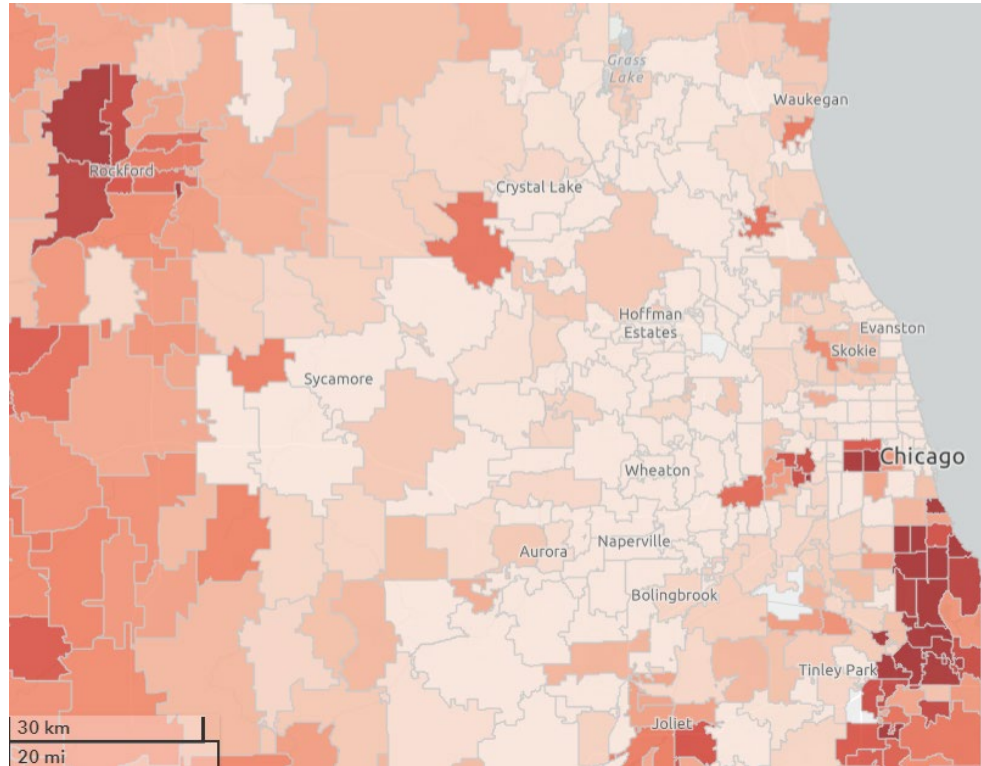 Grass
Lake
Waukegan
Rockford
Crystal Lake
Hoffman
Estates
Evanston
Skokie
Sycamore
Chicago
Wheaton
Naperville
Aurora
Bolingbrook
Tinley Park
Joliet
30 km
20 mi